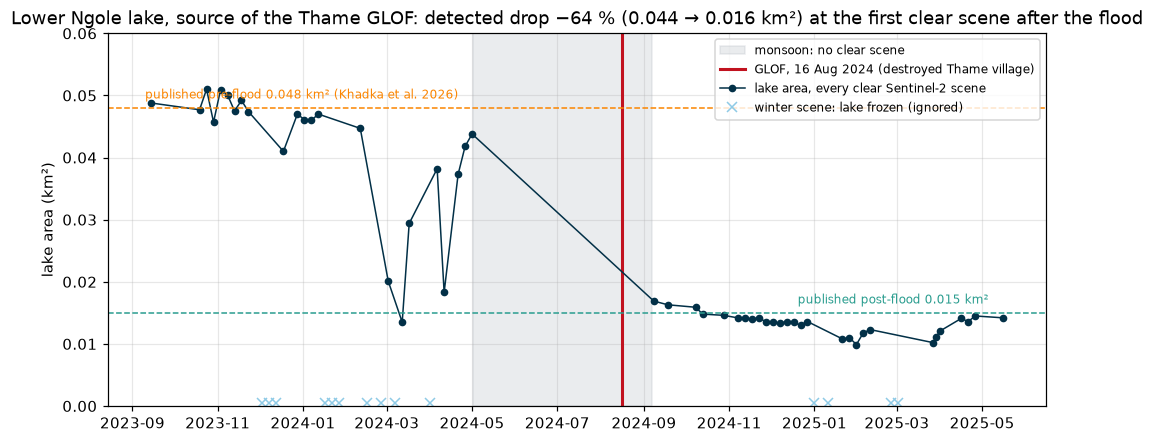 Lower Ngole lake, source of the Thame GLOF: detected drop −64 % (0.044 → 0.016 km²) at the first clear scene after the flood
0.06
0.05
0.04
0.03
0.02
0.01
0.00
lake area (km²)
published pre-flood 0.048 km² (Khadka et al. 2026)
monsoon: no clear scene
GLOF, 16 Aug 2024 (destroyed Thame village)
lake area, every clear Sentinel-2 scene
winter scene: lake frozen (ignored)
published post-flood 0.015 km²
2023-09 2023-11 2024-01 2024-03 2024-05 2024-07 2024-09 2024-11 2025-01 2025-03 2025-05